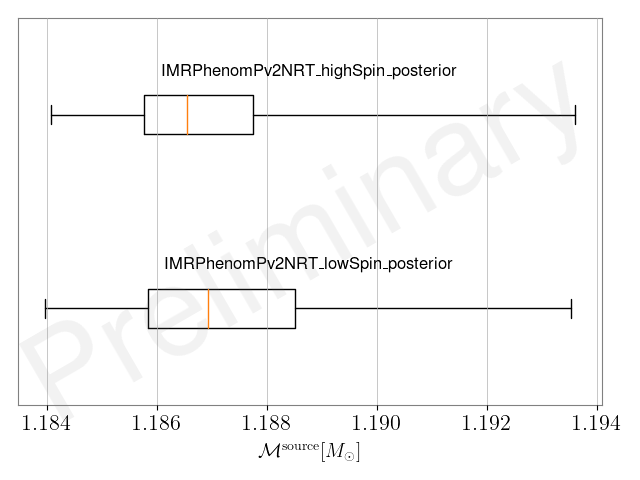 IMRPhenomPv2NRT_highSpin_posterior
Preliminary
IMRPhenomPv2NRT_lowSpin_posterior
1.184 1.186 1.188 1.190 1.192 1.194
ℳ^source [M_⊙]